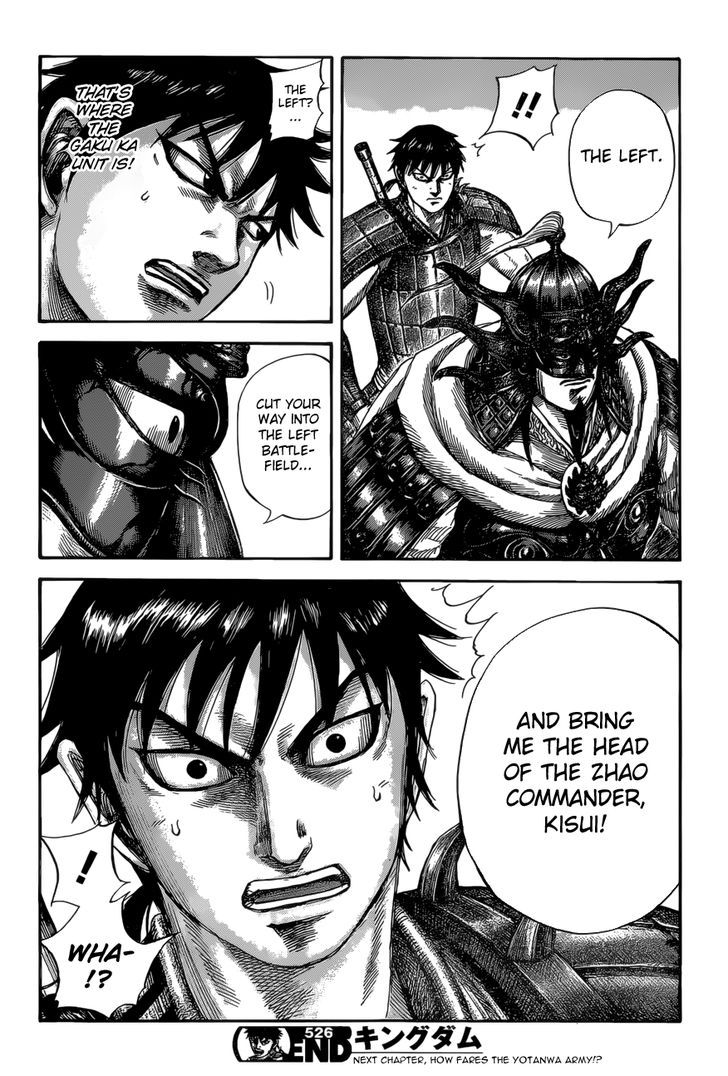 THE LEFT.
!!
THE
LEFT?
...
THAT'S
WHERE
THE
GAKU KA
UNIT IS!
CUT YOUR
WAY INTO
THE LEFT
BATTLE-
FIELD...
AND BRING
ME THE HEAD
OF THE ZHAO
COMMANDER,
KISUI!
!
WHA-
!?
526
END
キングダム
NEXT CHAPTER, HOW FARES THE YOTANWA ARMY!?